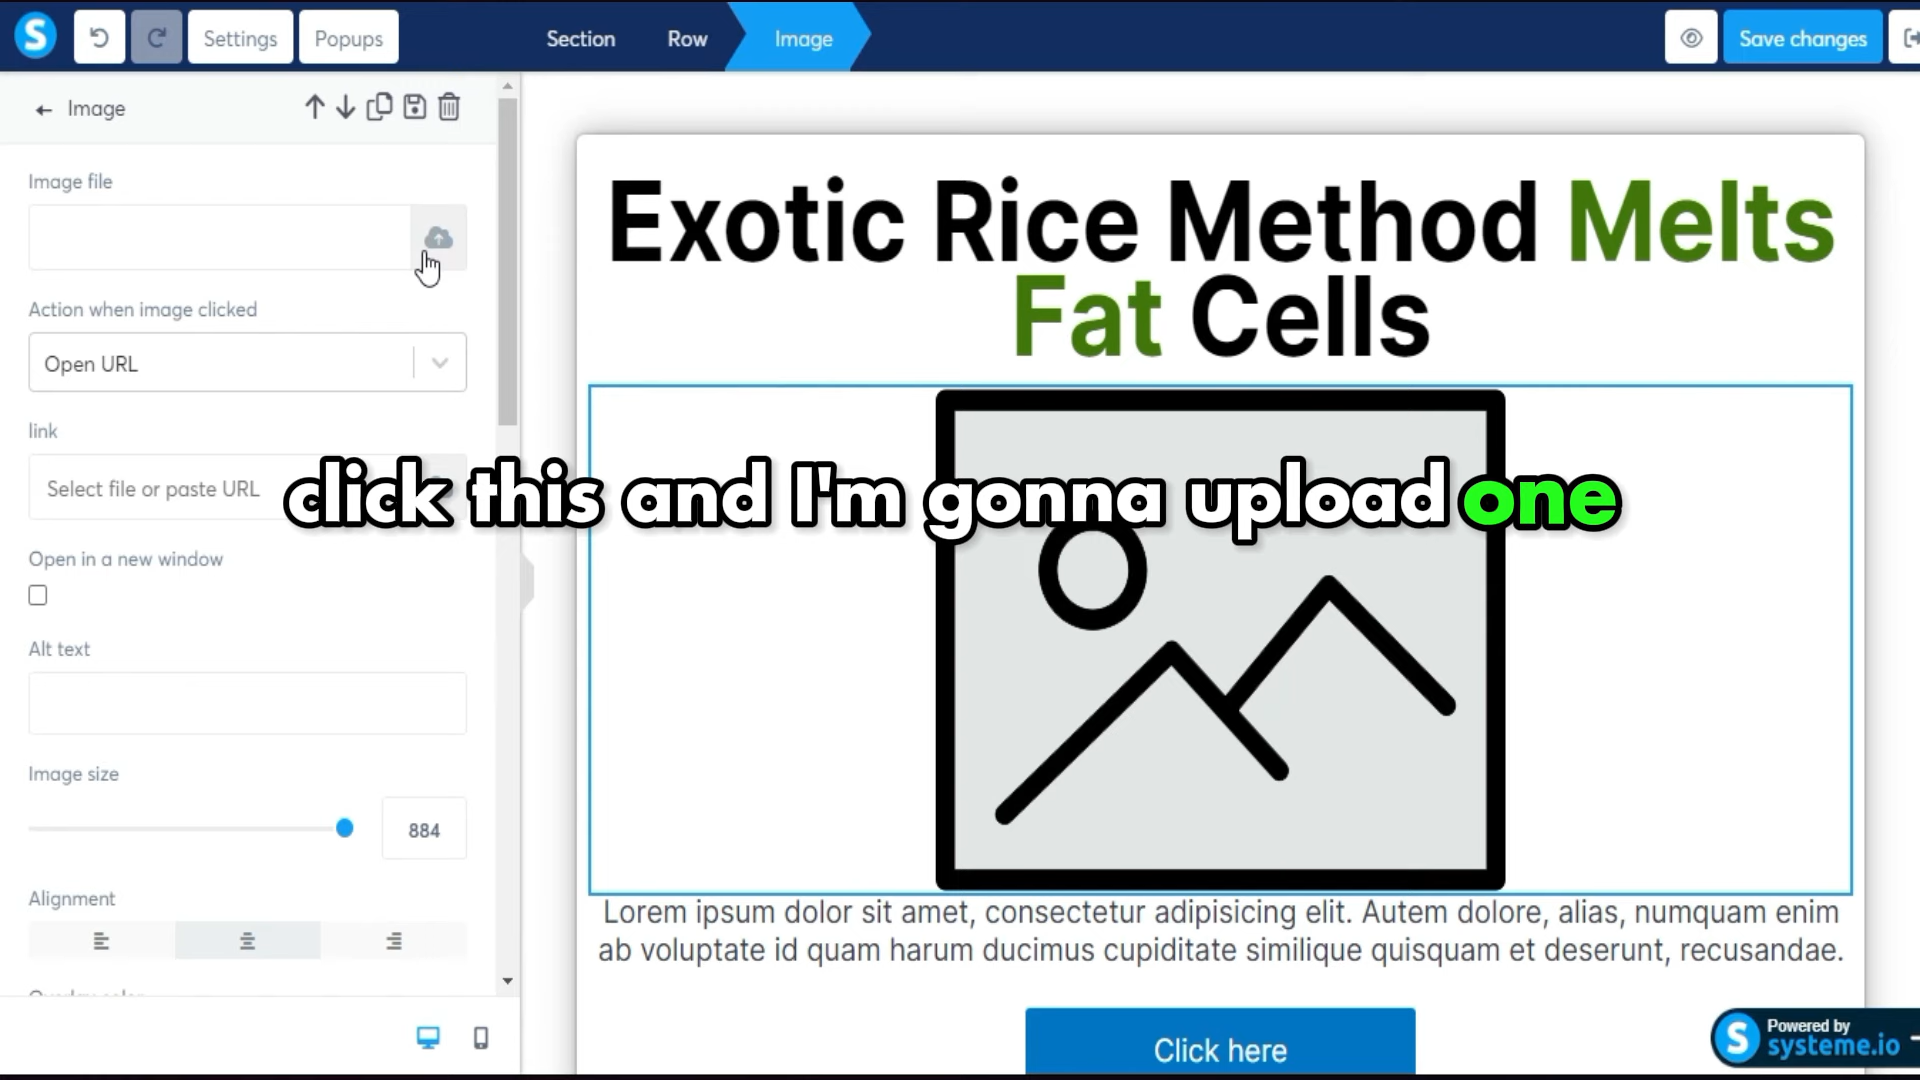 S
Settings
Popups
Section
Row
Image
Save changes
Image
Image file
Action when image clicked
Open URL
link
Select file or paste URL
Open in a new window
Alt text
Image size
884
Alignment
Exotic Rice Method Melts
Fat Cells
click this and I'm gonna upload one
Lorem ipsum dolor sit amet, consectetur adipisicing elit. Autem dolore, alias, numquam enim
ab voluptate id quam harum ducimus cupiditate similique quisquam et deserunt, recusandae.
Click here
S
Powered by
systeme.io